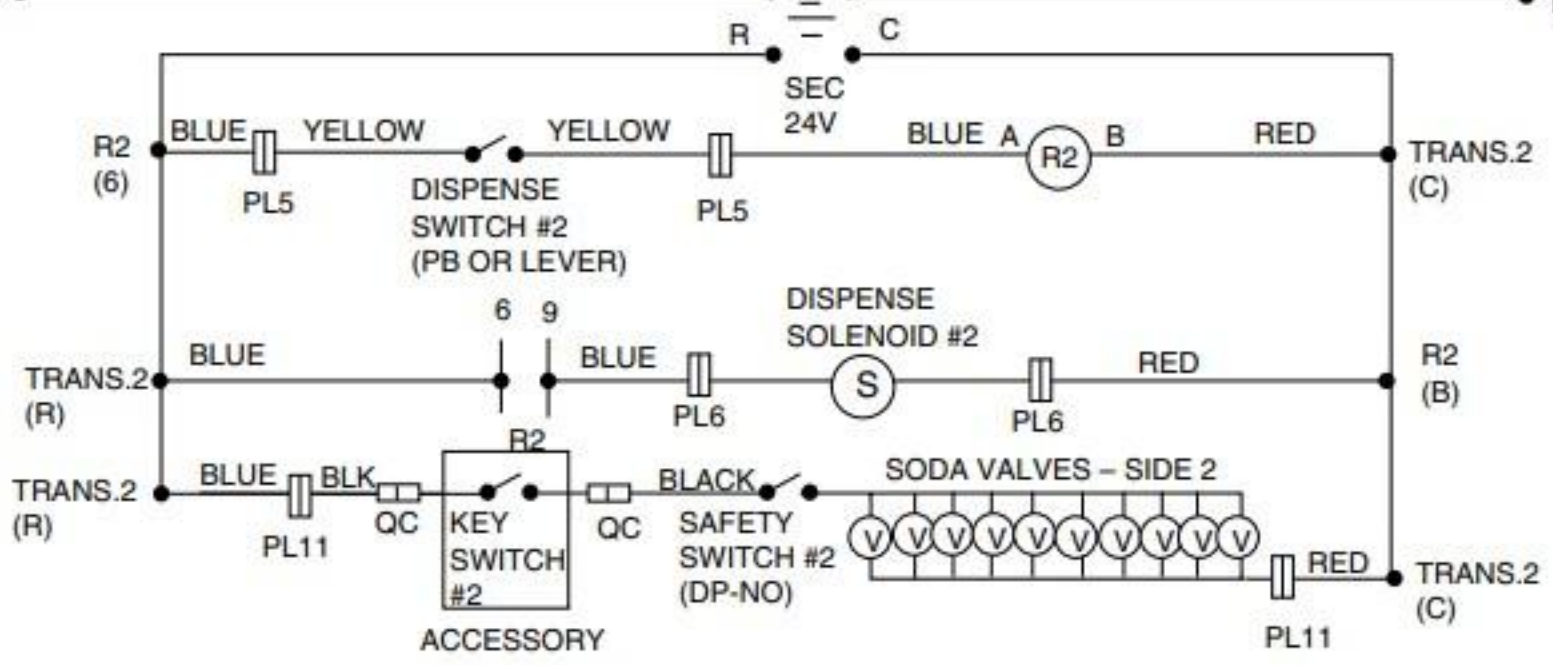 R C
SEC
24V
BLUE YELLOW YELLOW BLUE A R2 B RED
R2
(6)
TRANS.2
(C)
PL5
DISPENSE
SWITCH #2
(PB OR LEVER)
PL5
6 9
DISPENSE
SOLENOID #2
TRANS.2
(R)
BLUE BLUE S RED
R2
(B)
PL6 PL6
R2
TRANS.2
(R)
BLUE BLK BLACK
SODA VALVES – SIDE 2
PL11
QC
KEY
SWITCH
#2
QC
SAFETY
SWITCH #2
(DP-NO)
V V V V V V V V V V
RED
TRANS.2
(C)
ACCESSORY
PL11